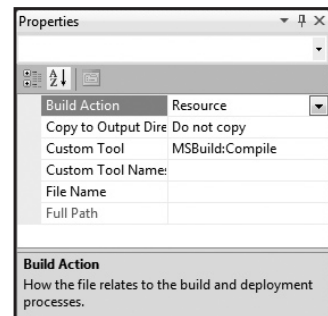 Properties
Build Action Resource
Copy to Output Dire Do not copy
Custom Tool MSBuild:Compile
Custom Tool Name:
File Name
Full Path
Build Action
How the file relates to the build and deployment
processes.